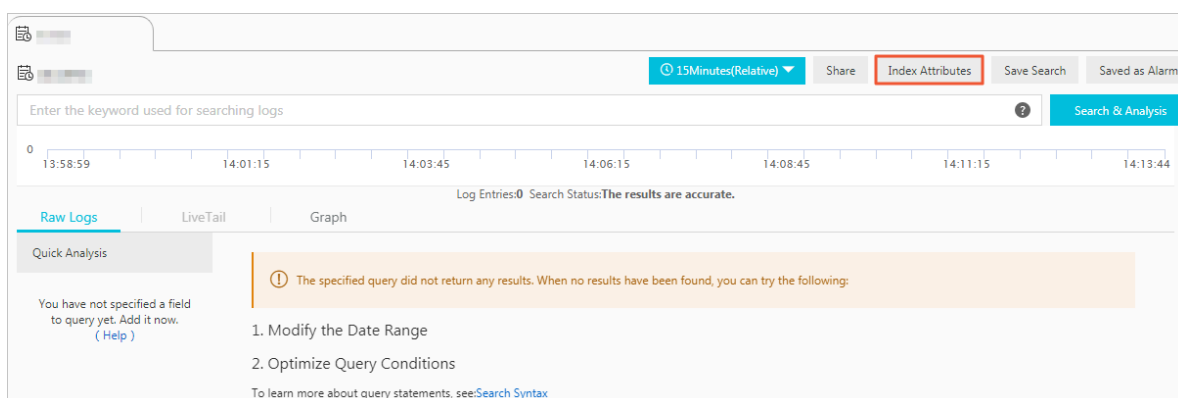 15Minutes(Relative) Share Index Attributes Save Search Saved as Alarm
Enter the keyword used for searching logs ? Search & Analysis
0
13:58:59 14:01:15 14:03:45 14:06:15 14:08:45 14:11:15 14:13:44
Log Entries:0 Search Status:The results are accurate.
Raw Logs LiveTail Graph
Quick Analysis
The specified query did not return any results. When no results have been found, you can try the following:
You have not specified a field
to query yet. Add it now.
( Help )
1. Modify the Date Range
2. Optimize Query Conditions
To learn more about query statements, see:Search Syntax